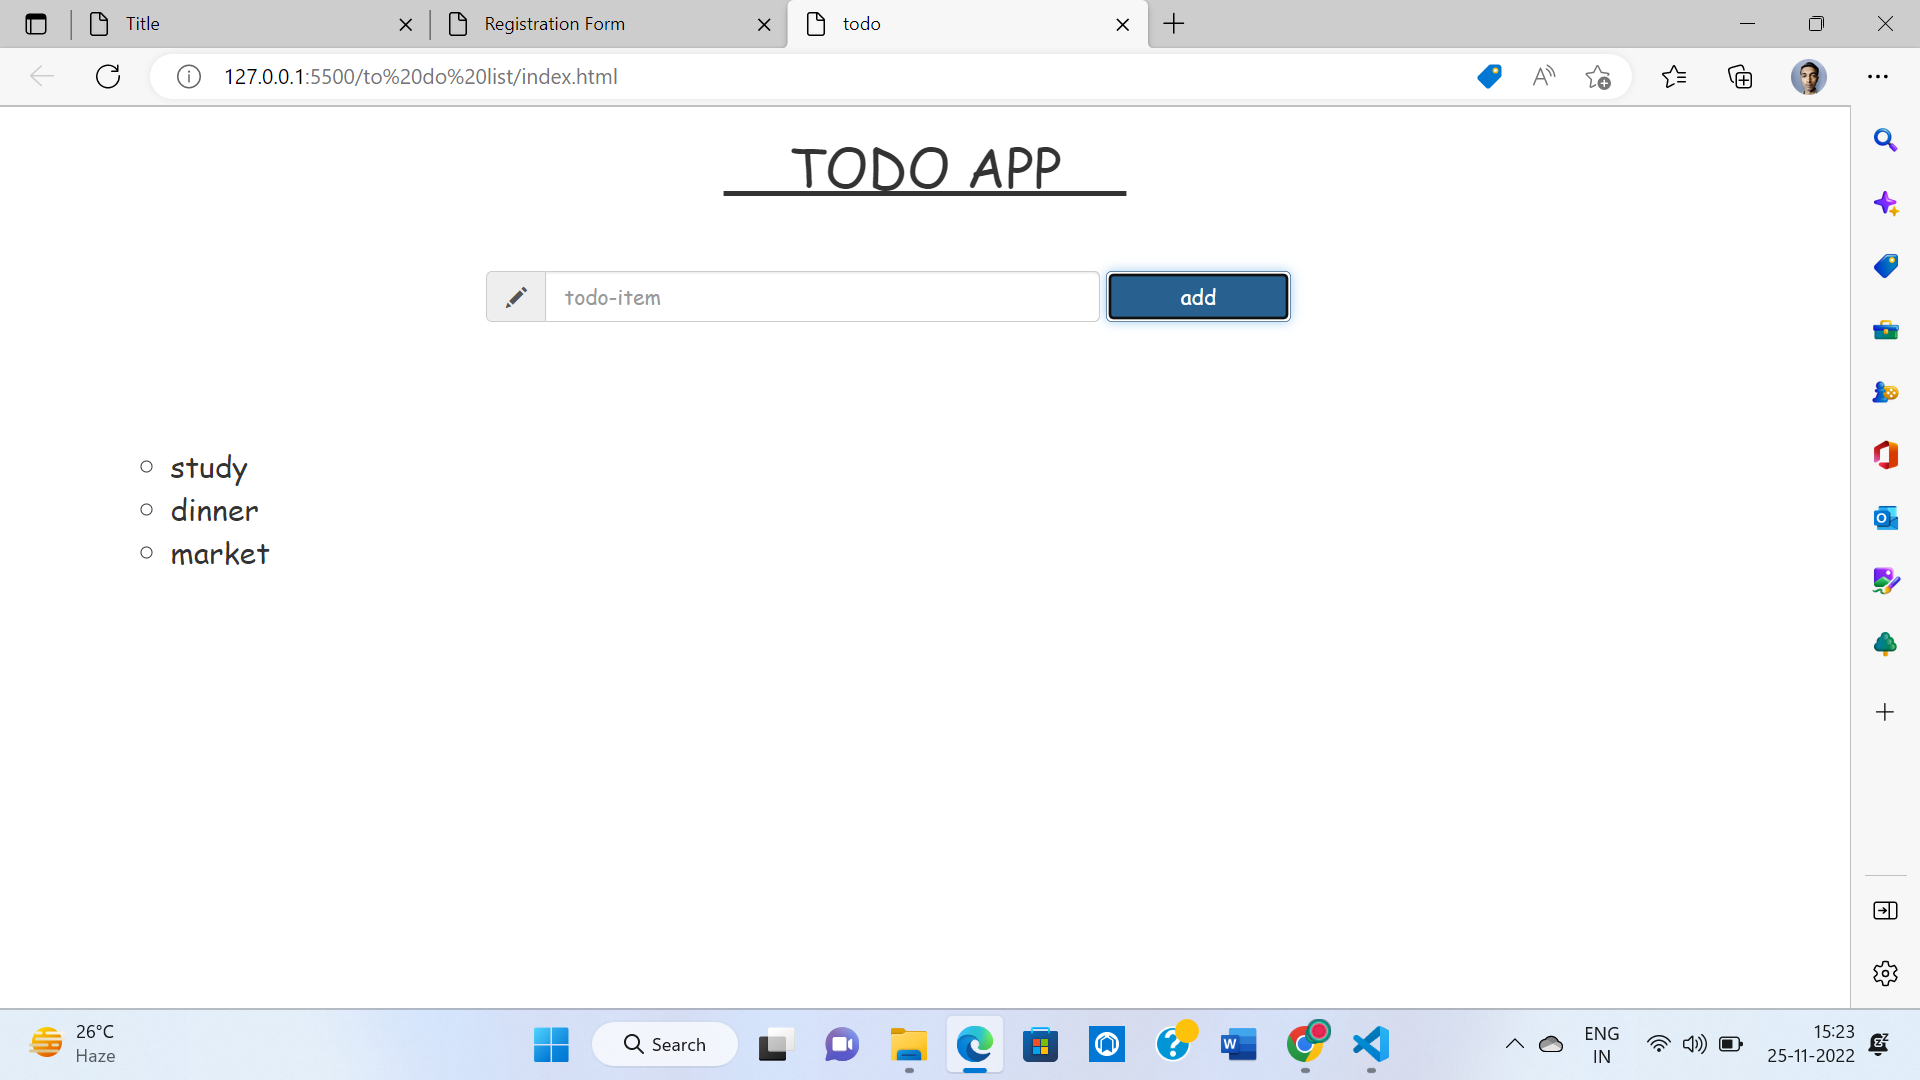 Title
Registration Form
todo
127.0.0.1:5500/to%20do%20list/index.html
TODO APP
todo-item
add
study
dinner
market
26°C
Haze
Search
ENG
IN
15:23
25-11-2022